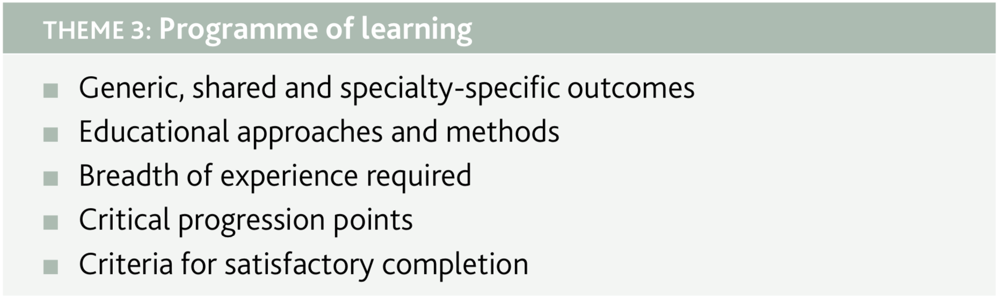 THEME 3: Programme of learning
Generic, shared and specialty-specific outcomes
Educational approaches and methods
Breadth of experience required
Critical progression points
Criteria for satisfactory completion